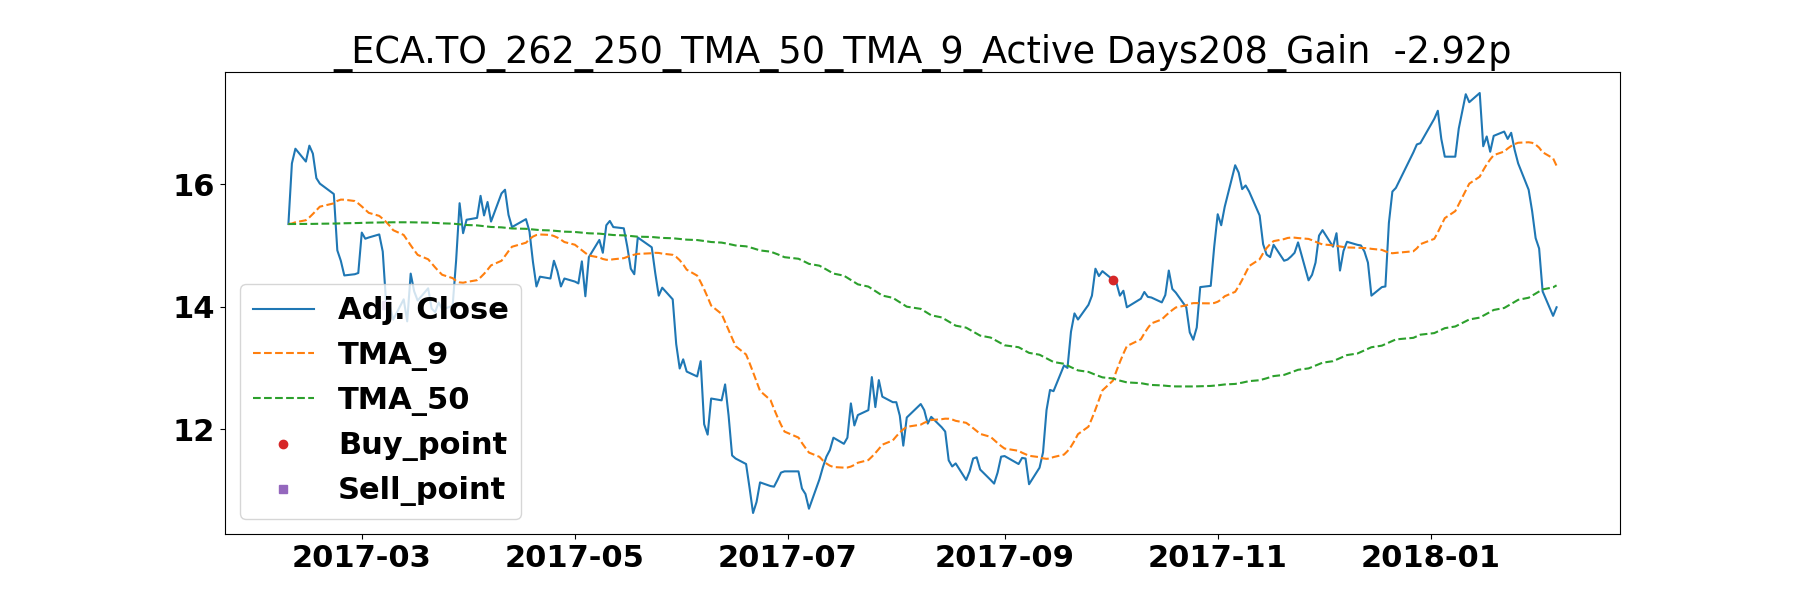 _ECA.TO_262_250_TMA_50_TMA_9_Active Days208_Gain  -2.92p
16
14
12
Adj. Close
TMA_9
TMA_50
Buy_point
Sell_point
2017-03 2017-05 2017-07 2017-09 2017-11 2018-01